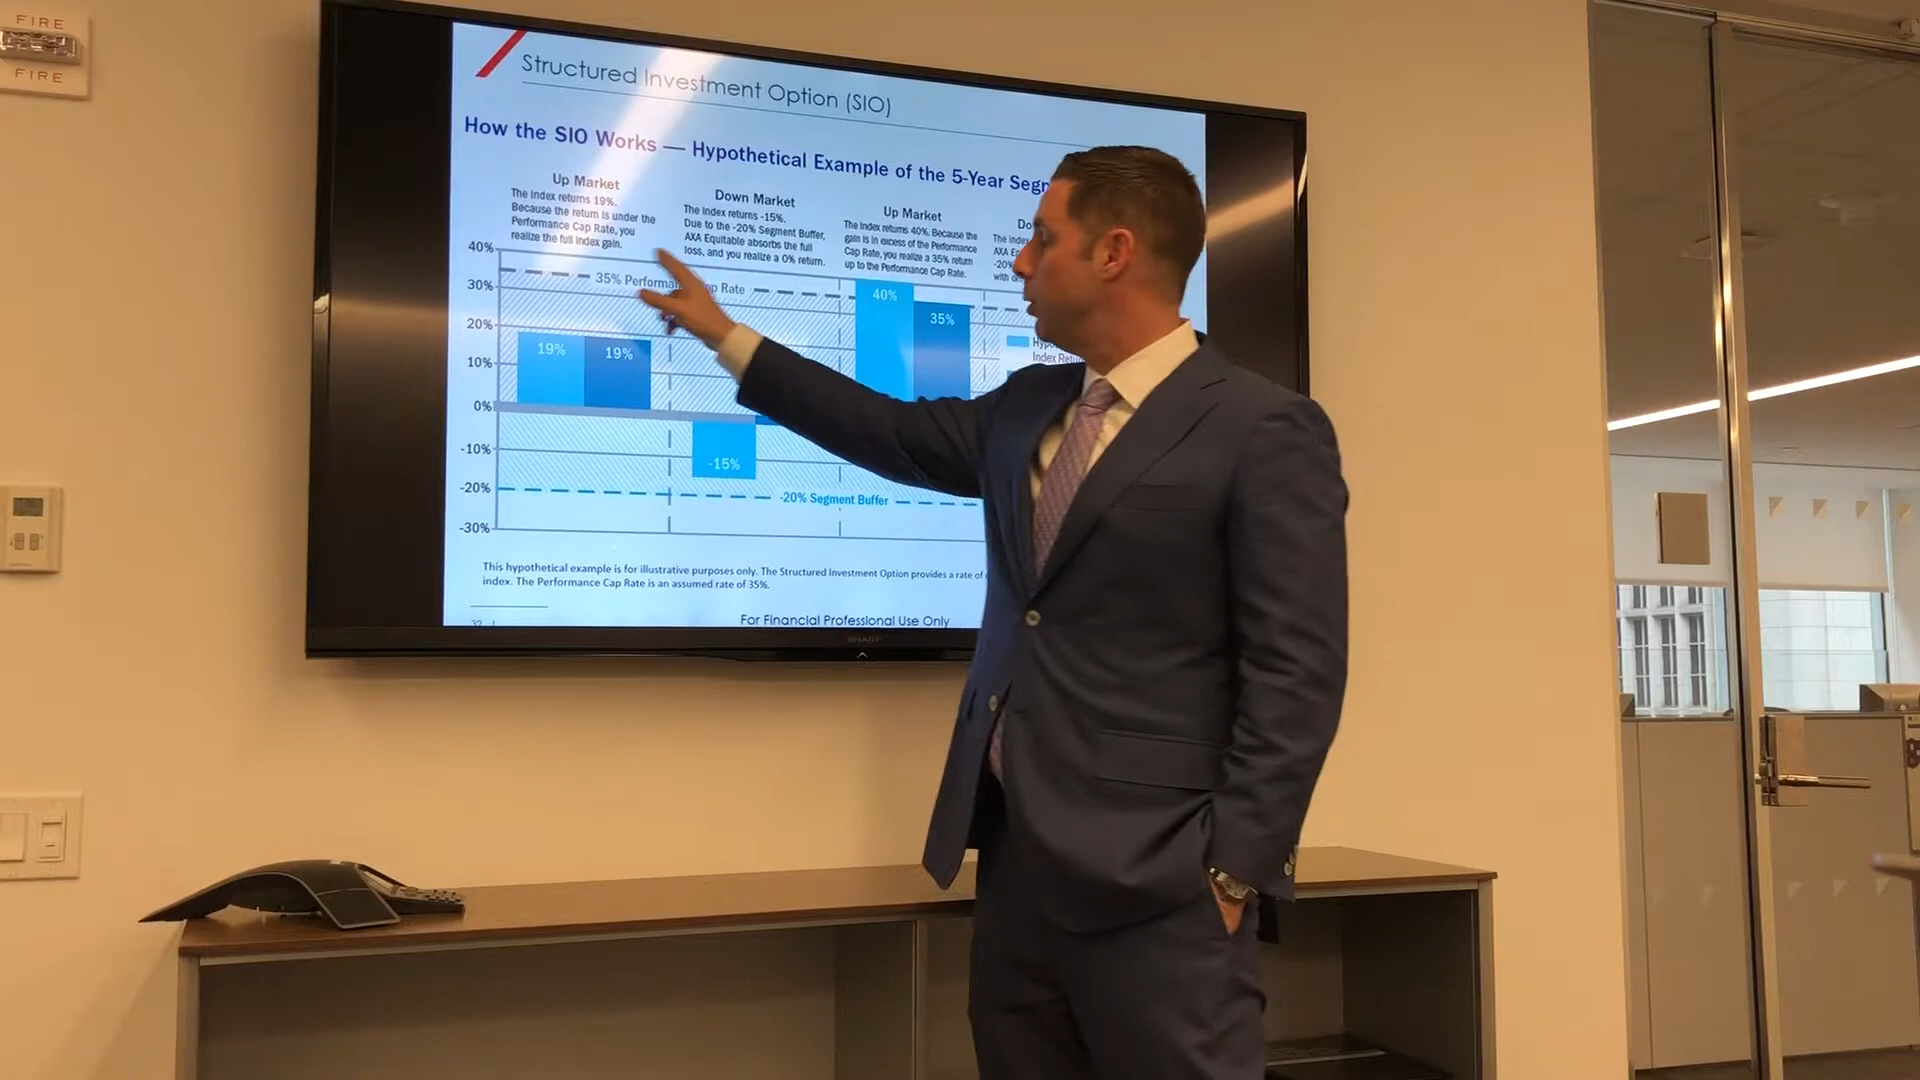 FIRE
FIRE
Structured Investment Option (SIO)
How the SIO Works — Hypothetical Example of the 5-Year
Up Market
The Index returns 19%.
Because the return is under the
Performance Cap Rate, you
realize the full index gain.
Down Market
The Index returns -15%.
Due to the -20% Segment Buffer,
AXA Equitable absorbs the full
loss, and you realize a 0% return.
Up Market
The Index returns 40%. Because the
gain is in excess of the Performance
Cap Rate, you realize a 35% return
up to the Performance Cap Rate.
The Index
AXA
-20%
with
40%
30%
20%
10%
0%
-10%
-20%
-30%
35%
Rate
19%
19%
-15%
40%
35%
Index
-20% Segment Buffer
This hypothetical example is for illustrative purposes only. The Structured Investment Option provides a rate of
index. The Performance Cap Rate is an assumed rate of 35%.
For Financial Professional Use Only
SHARP